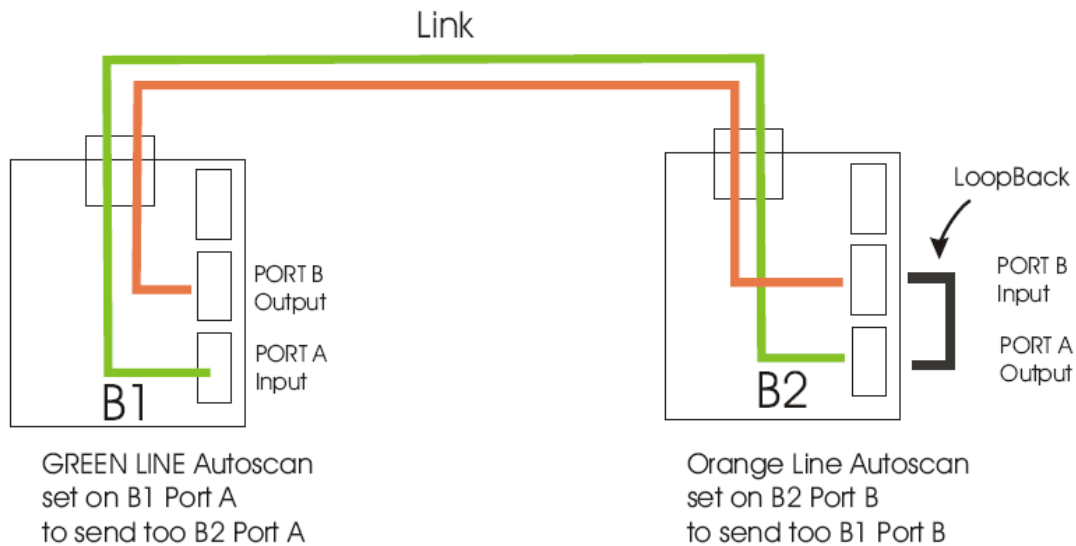 Link
LoopBack
PORT B
Output
PORT A
Input
B1
PORT B
Input
PORT A
Output
B2
GREEN LINE Autoscan
set on B1 Port A
to send too B2 Port A
Orange Line Autoscan
set on B2 Port B
to send too B1 Port B